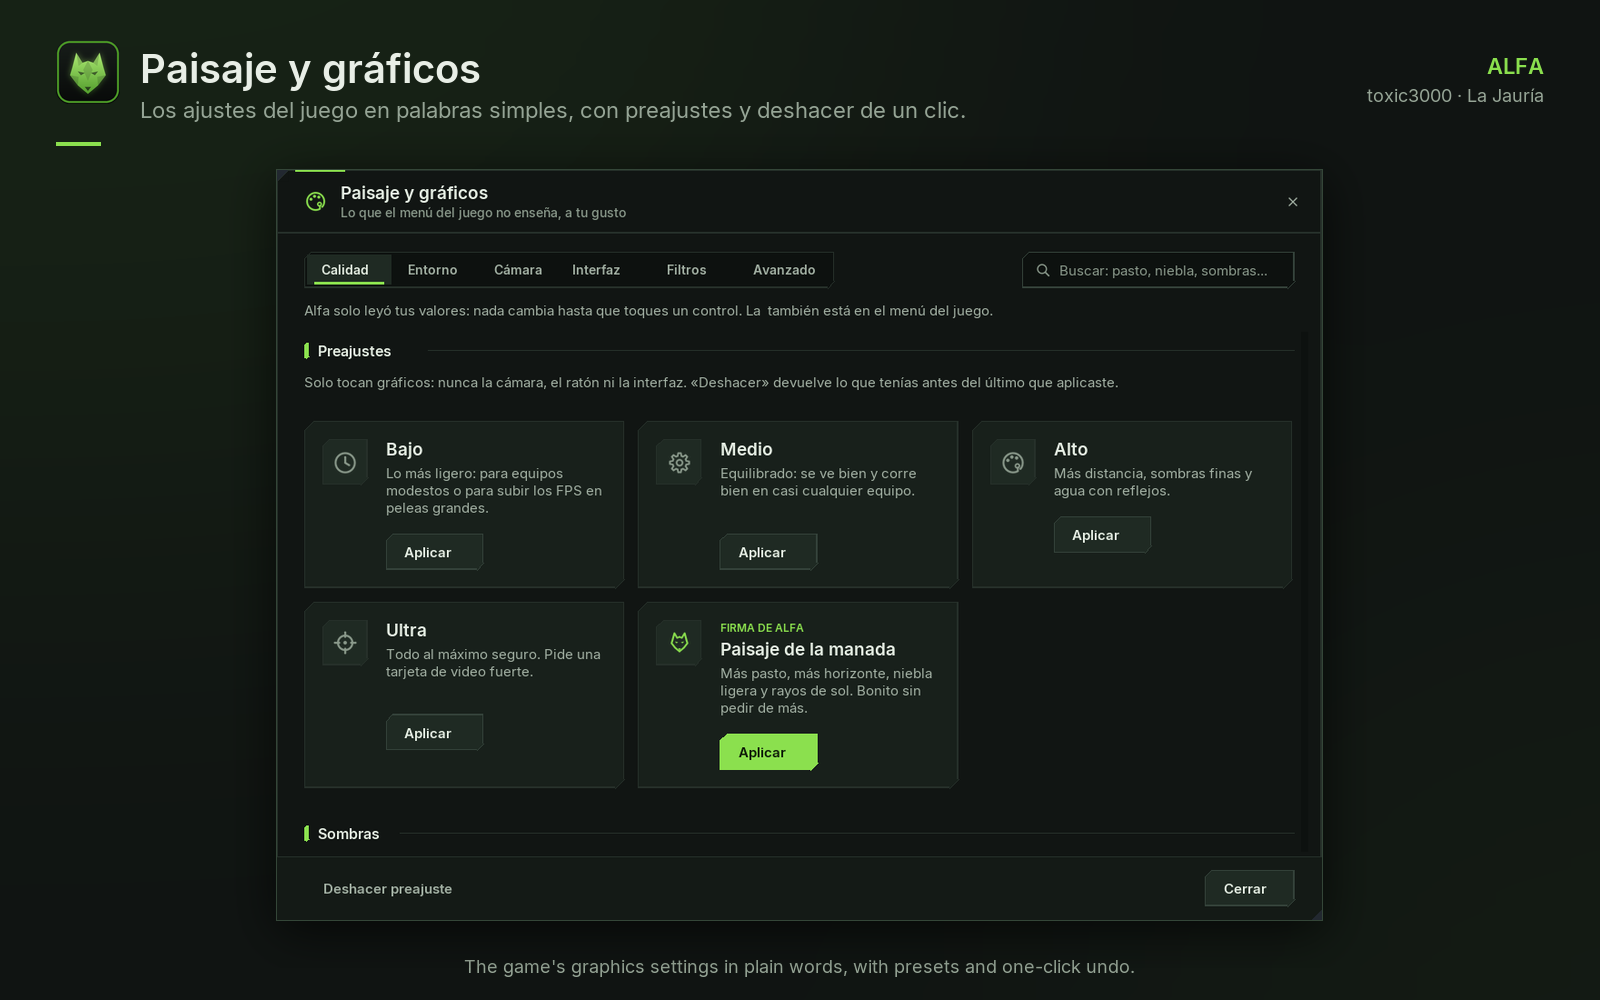 Paisaje y gráficos
Los ajustes del juego en palabras simples, con preajustes y deshacer de un clic.
ALFA
toxic3000 · La Jauría
Paisaje y gráficos
Lo que el menú del juego no enseña, a tu gusto
×
Calidad
Entorno
Cámara
Interfaz
Filtros
Avanzado
Buscar: pasto, niebla, sombras...
Alfa solo leyó tus valores: nada cambia hasta que toques un control. La  también está en el menú del juego.
Preajustes
Solo tocan gráficos: nunca la cámara, el ratón ni la interfaz. «Deshacer» devuelve lo que tenías antes del último que aplicaste.
Bajo
Lo más ligero: para equipos
modestos o para subir los FPS en
peleas grandes.
Aplicar
Medio
Equilibrado: se ve bien y corre
bien en casi cualquier equipo.
Aplicar
Alto
Más distancia, sombras finas y
agua con reflejos.
Aplicar
Ultra
Todo al máximo seguro. Pide una
tarjeta de video fuerte.
Aplicar
FIRMA DE ALFA
Paisaje de la manada
Más pasto, más horizonte, niebla
ligera y rayos de sol. Bonito sin
pedir de más.
Aplicar
Sombras
Deshacer preajuste
Cerrar
The game's graphics settings in plain words, with presets and one-click undo.